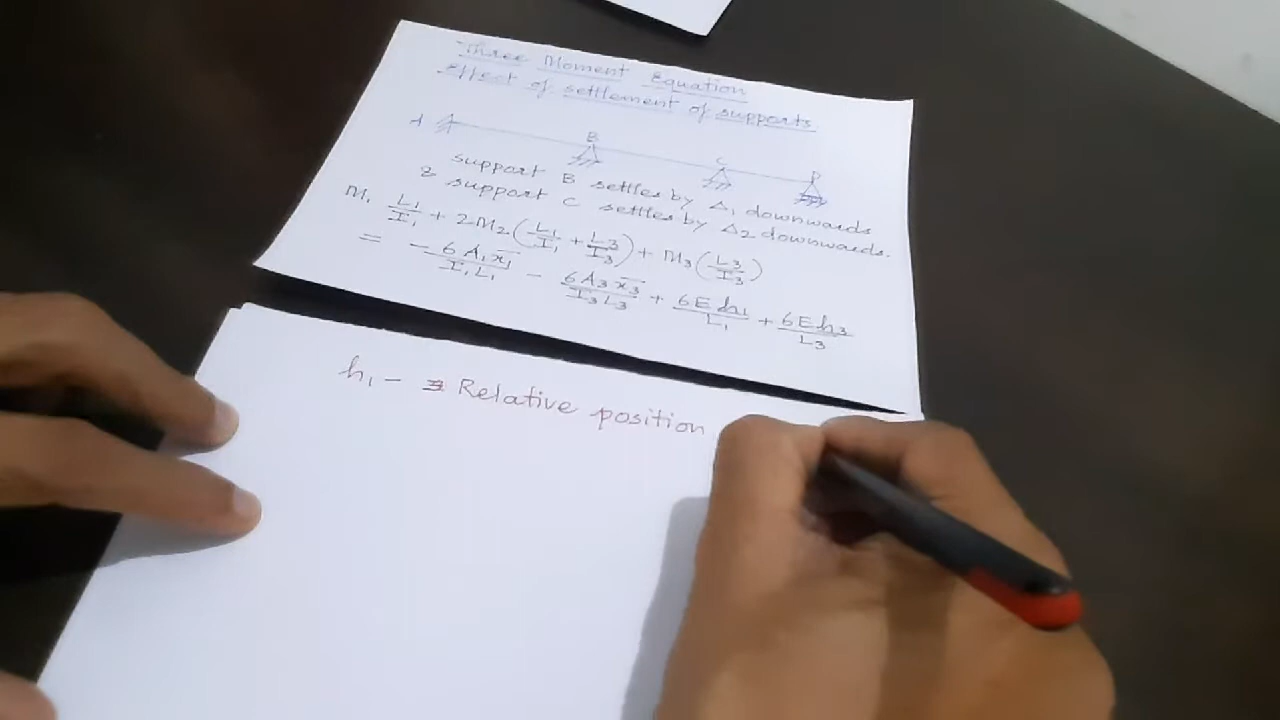 Three Moment Equation
Effect of settlement of supports
A B C D
support B settles by Δ₁ downwards
& support C settles by Δ₂ downwards.
M₁ L₁/I₁ + 2M₂(L₁/I₁ + L₃/I₃) + M₃(L₃/I₃)
= -6A₁x̄₁/I₁L₁ - 6A₃x̄₃/I₃L₃ + 6Eh₁/L₁ + 6Eh₃/L₃
h₁ - Relative position